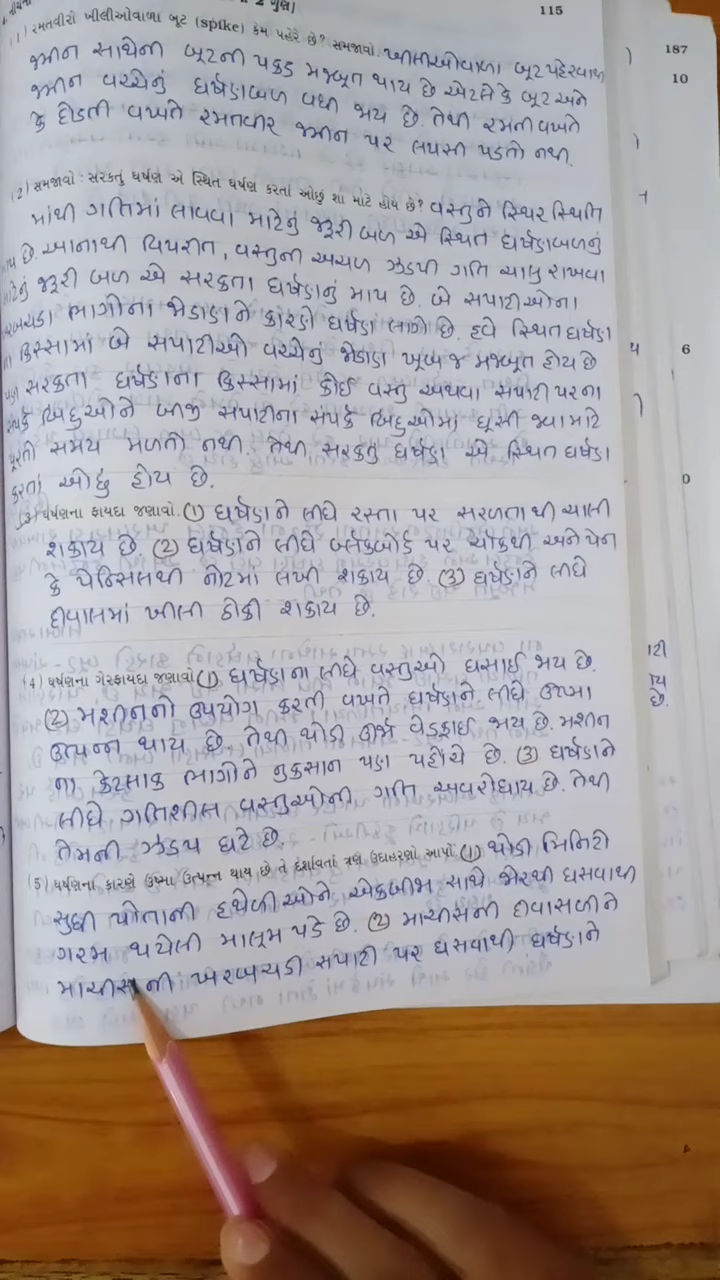 2 ગુણ]
115
(1) રમતવીરો ખીલીઓવાળા બૂટ (spike) કેમ પહેરે છે? સમજાવો. ખીલીઓવાળા બૂટ પહેરવાથી
જમીન સાથેની બૂટની પકડ મજબૂત થાય છે એટલે કે બૂટ અને
જમીન વચ્ચેનું ઘર્ષણબળ વધી જાય છે. તેથી રમતી વખતે
કે દોડતી વખતે રમતવીર જમીન પર લપસી પડતો નથી.
(2) સમજાવો : સરકતું ઘર્ષણ એ સ્થિત ઘર્ષણ કરતાં ઓછું શા માટે હોય છે? વસ્તુને સ્થિર સ્થિતિ
માંથી ગતિમાં લાવવા માટેનું જરૂરી બળ એ સ્થિત ઘર્ષણબળનું
માપ છે. આનાથી વિપરીત, વસ્તુની અચળ ઝડપી ગતિ ચાલુ રાખવા
માટેનું જરૂરી બળ એ સરકતા ઘર્ષણનું માપ છે. બે સપાટીઓના
ખરબચડા ભાગોના જોડાણને કારણે ઘર્ષણ લાગે છે. હવે સ્થિત ઘર્ષણ
ના કિસ્સામાં બે સપાટીઓ વચ્ચેનું જોડાણ ખૂબ જ મજબૂત હોય છે
પણ સરકતા ઘર્ષણના કિસ્સામાં કોઈ વસ્તુ અથવા સપાટી પરના
સંપર્ક બિંદુઓને બીજી સપાટીના સંપર્ક બિંદુઓમાં ઘૂસી જવા માટે
પૂરતો સમય મળતો નથી. તેથી સરકતું ઘર્ષણ એ સ્થિત ઘર્ષણ
કરતાં ઓછું હોય છે.
(3) ઘર્ષણના ફાયદા જણાવો. (1) ઘર્ષણને લીધે રસ્તા પર સરળતાથી ચાલી
શકાય છે. (2) ઘર્ષણને લીધે બ્લેકબોર્ડ પર ચૉકથી અને પેન
કે પેન્સિલથી નોટમાં લખી શકાય છે. (3) ઘર્ષણને લીધે
દીવાલમાં ખીલી ઠોકી શકાય છે.
(4) ઘર્ષણના ગેરફાયદા જણાવો (1) ઘર્ષણના લીધે વસ્તુઓ ઘસાઈ જાય છે.
(2) મશીનનો ઉપયોગ કરતી વખતે ઘર્ષણને લીધે ઉષ્મા
ઉત્પન્ન થાય છે. તેથી થોડી ઊર્જા વેડફાઈ જાય છે. મશીન
ના કેટલાક ભાગોને નુકસાન પણ પહોંચે છે. (3) ઘર્ષણને
લીધે ગતિશીલ વસ્તુઓની ગતિ અવરોધાય છે. તેથી
તેમની ઝડપ ઘટે છે.
(5) ઘર્ષણના કારણે ઉષ્મા ઉત્પન્ન થાય છે તે દર્શાવતાં ત્રણ ઉદાહરણો આપો. (1) થોડી મિનિટો
સુધી પોતાની હથેળીઓને એકબીજા સાથે જોરથી ઘસવાથી
ગરમ થયેલી માલૂમ પડે છે. (2) માચીસની દીવાસળીને
માચીસની ખરબચડી સપાટી પર ઘસવાથી ઘર્ષણને
187
10
6
0
ટી
ાય
છે.